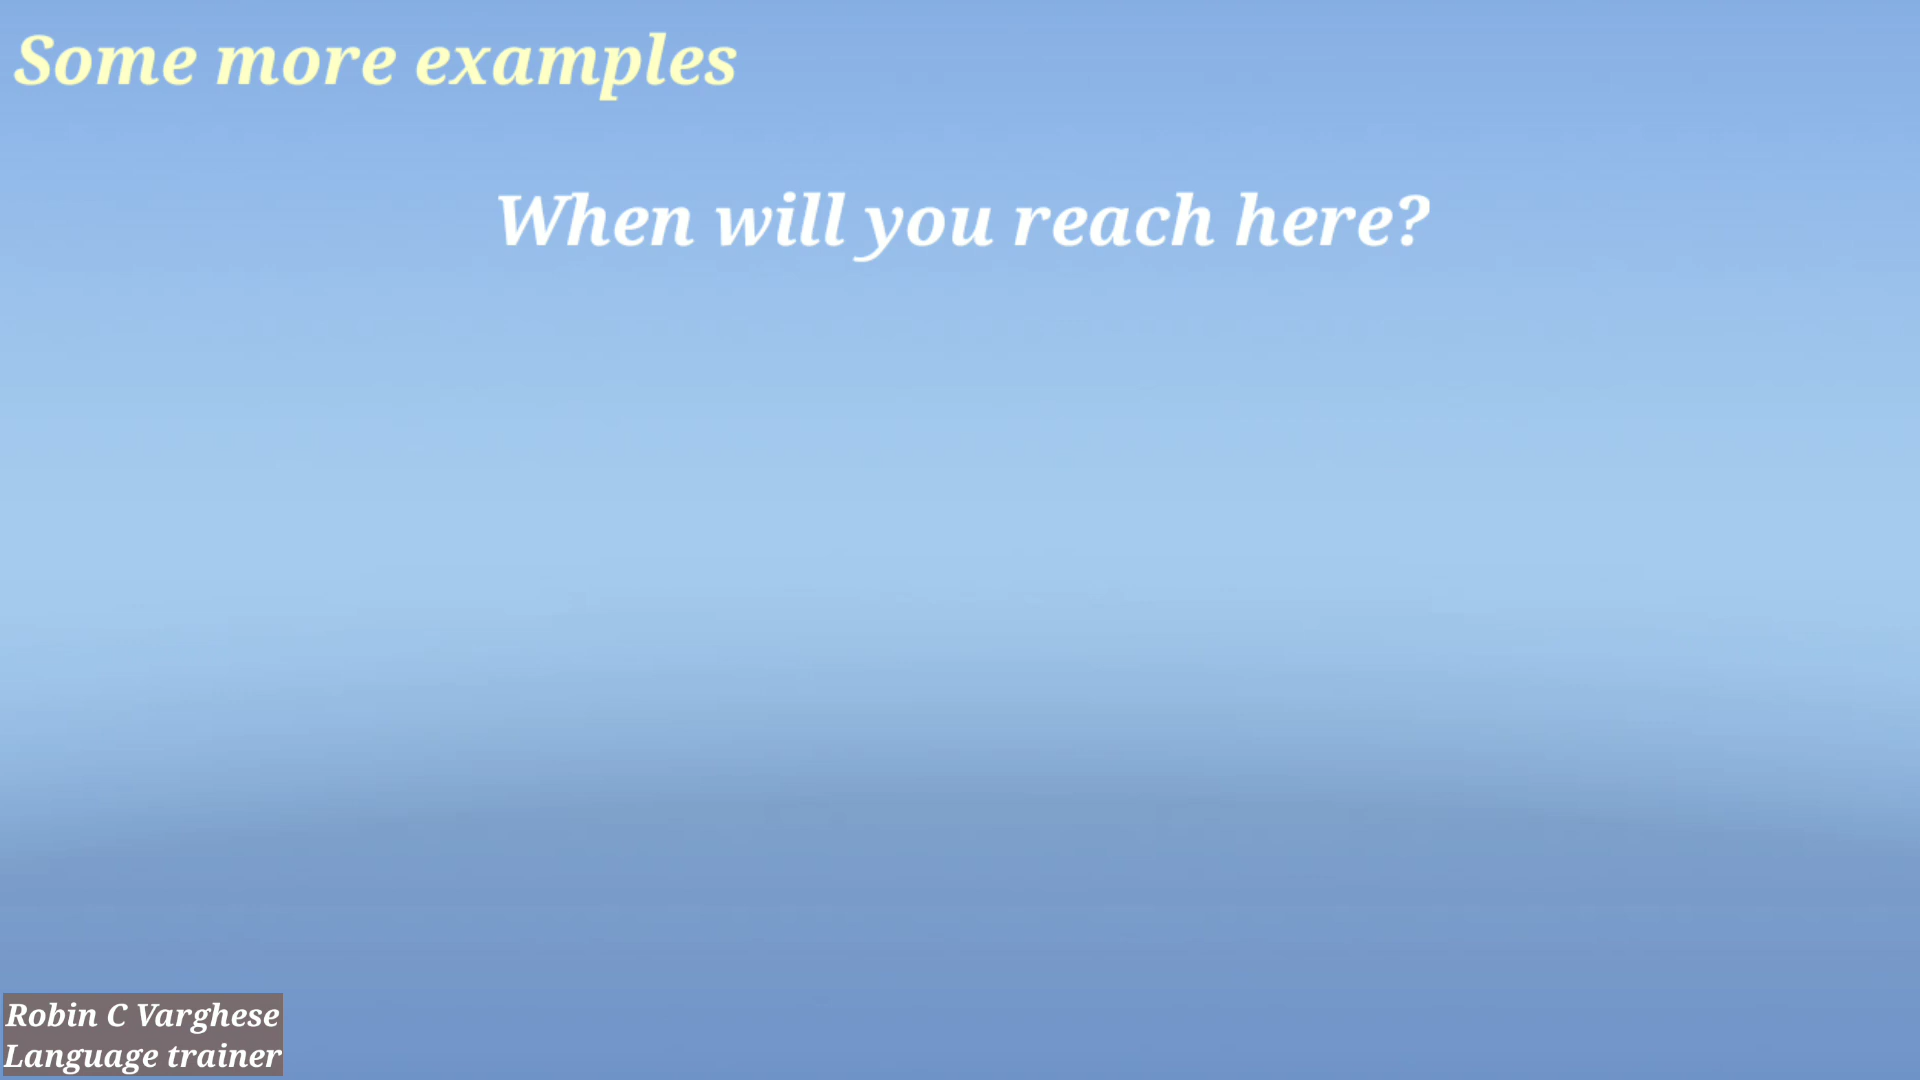 Some more examples
When will you reach here?
Robin C Varghese
Language trainer